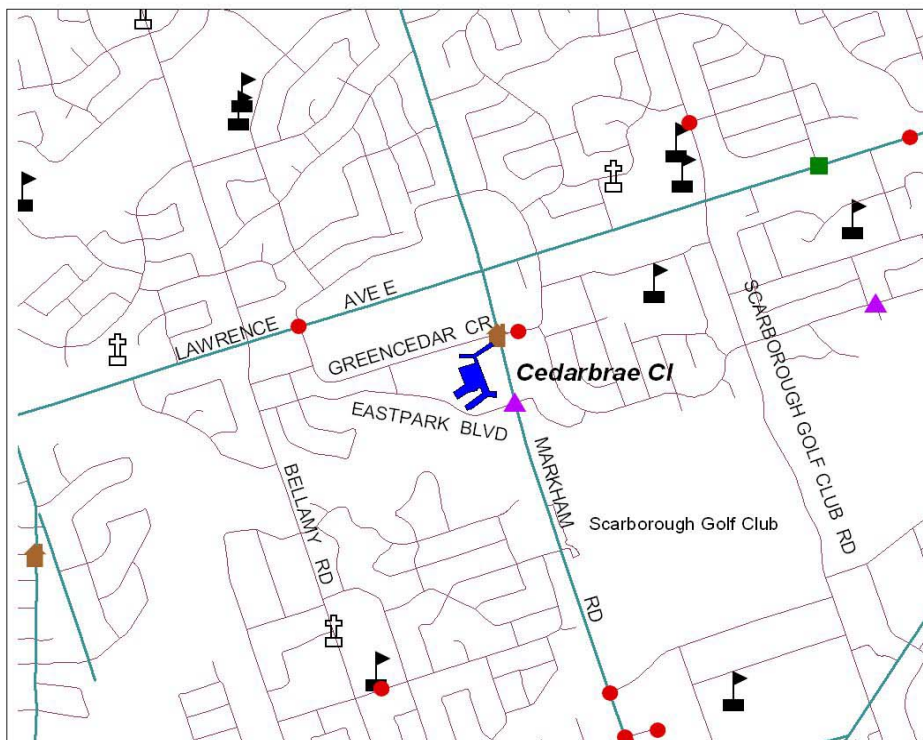 LAWRENCE AVE E
GREENCEDAR CR
Cedarbrae CI
EASTPARK BLVD
MARKHAM RD
SCARBOROUGH GOLF CLUB RD
BELLAMY RD
Scarborough Golf Club